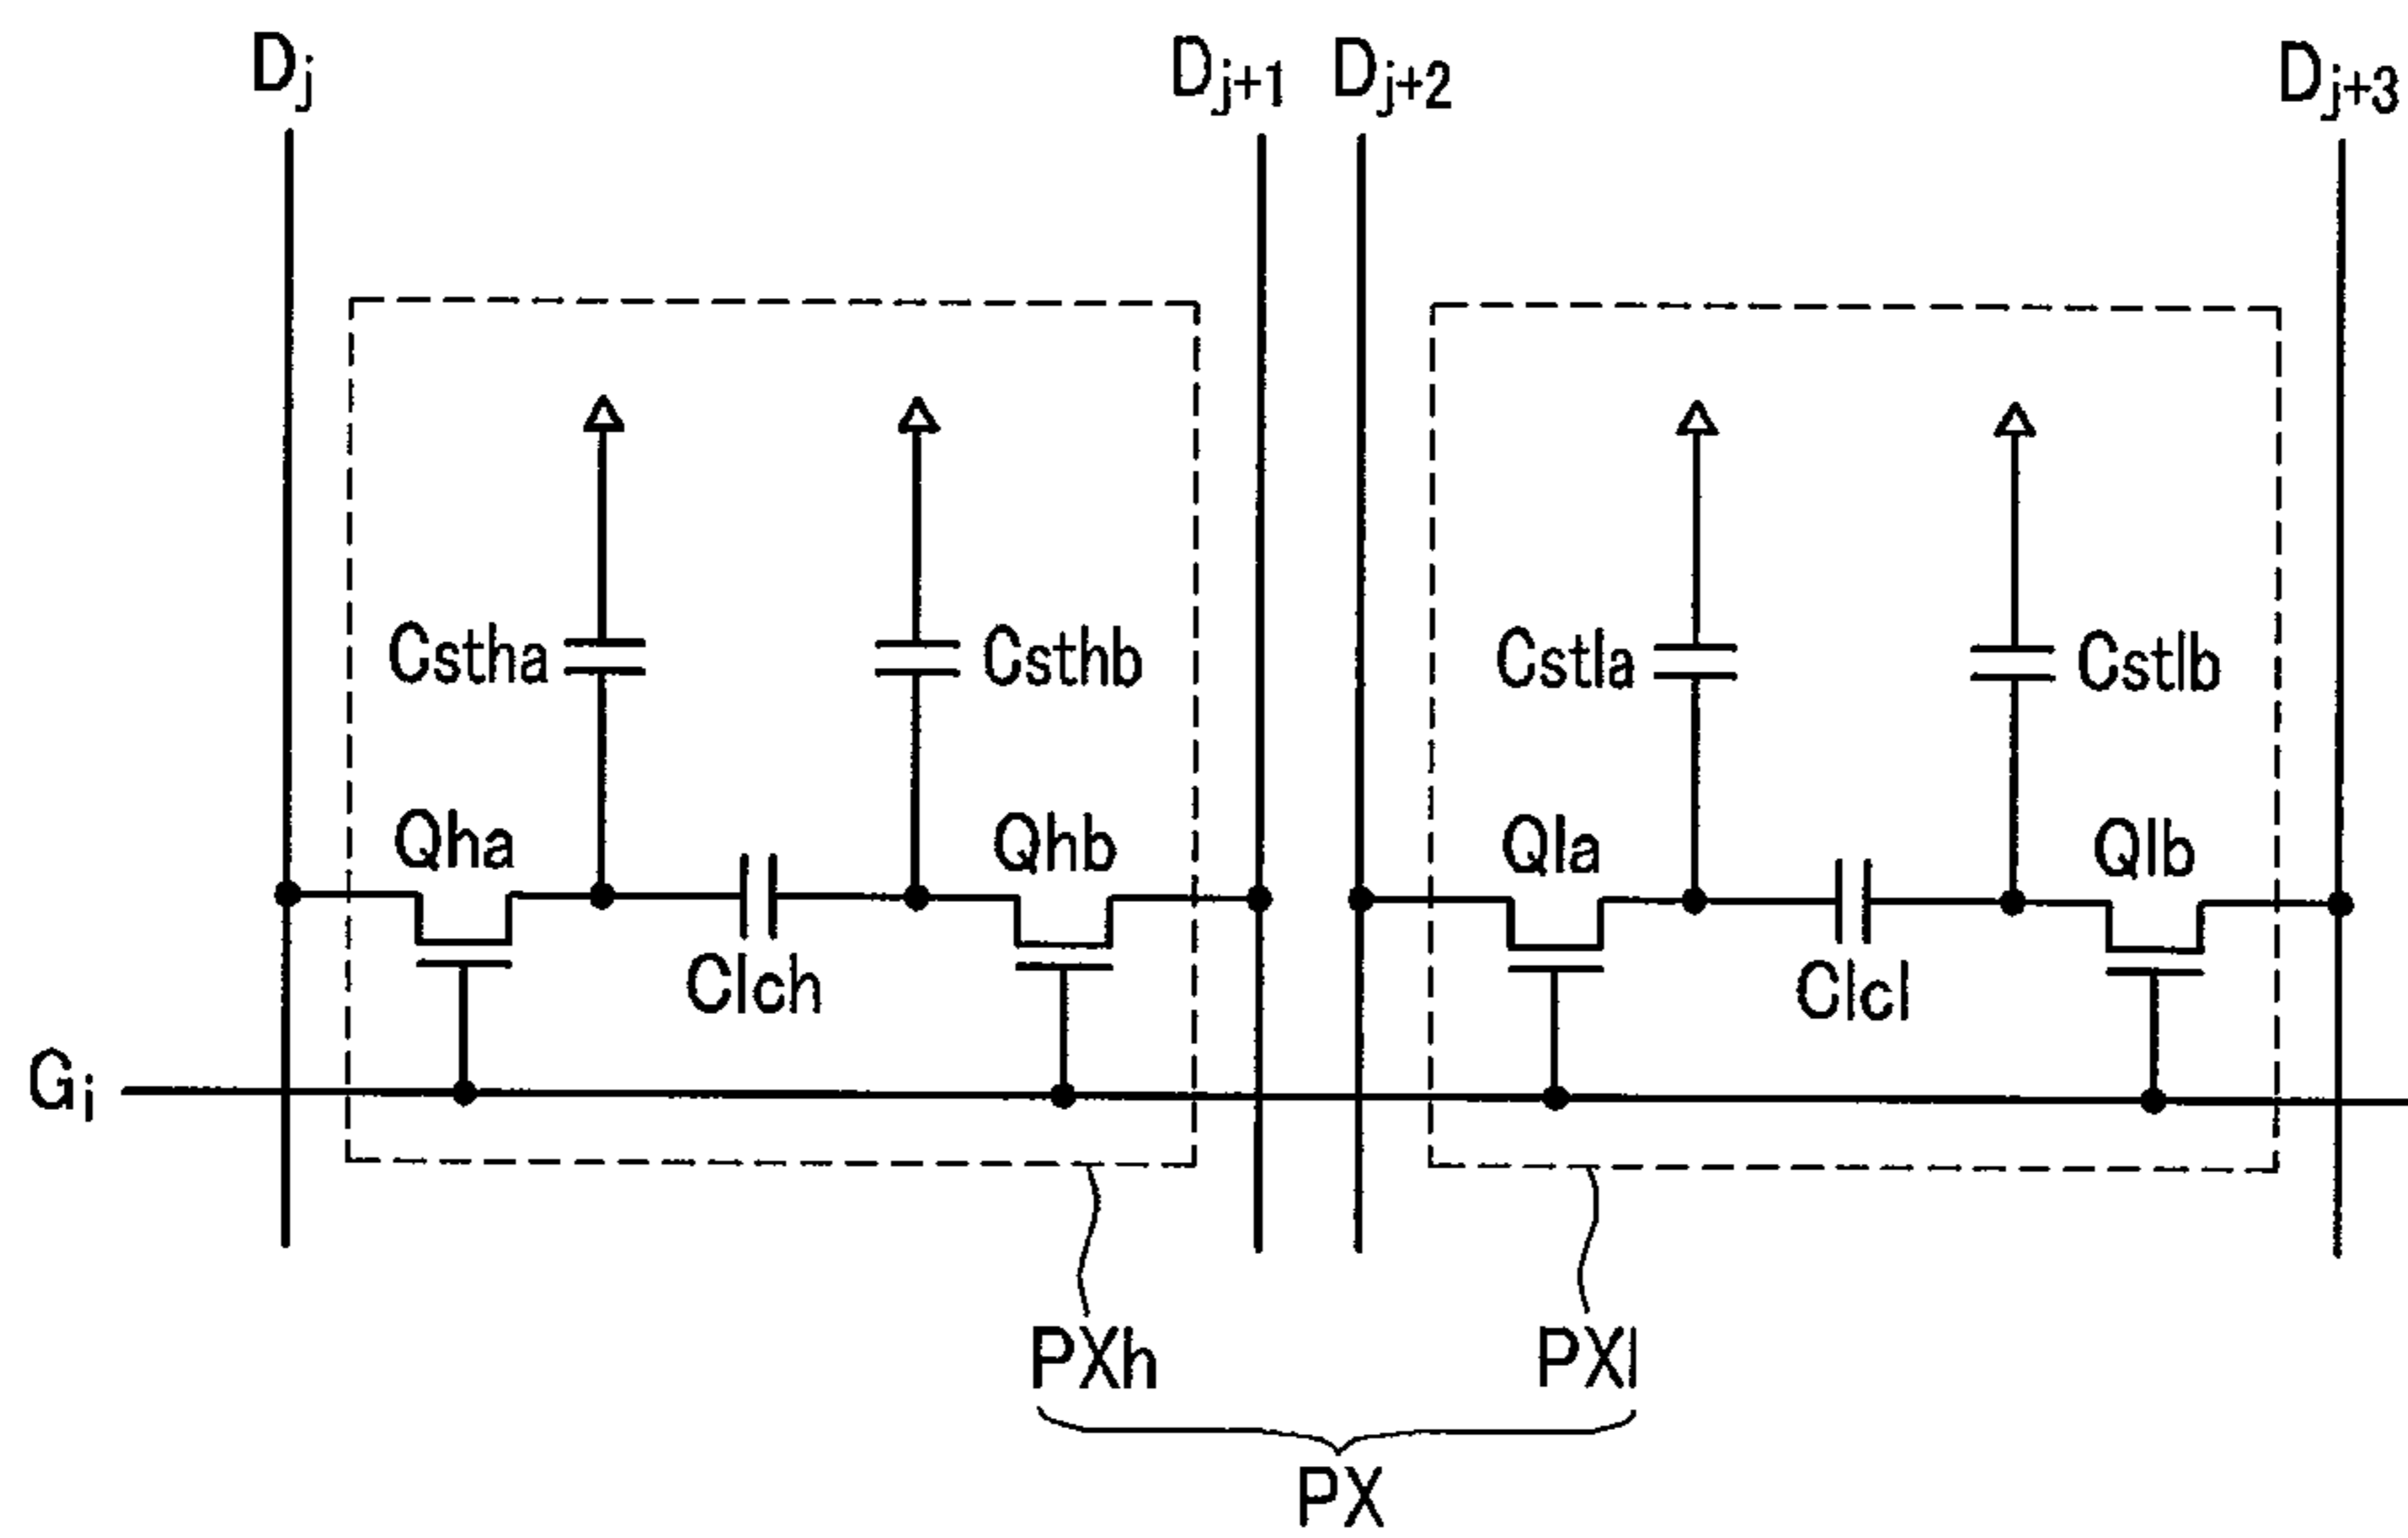 Dj Dj+1 Dj+2 Dj+3
Cstha Csthb Cstla Cstlb
Qha Qhb Qla Qlb
Clch Clcl
Gi
PXh PXl
PX